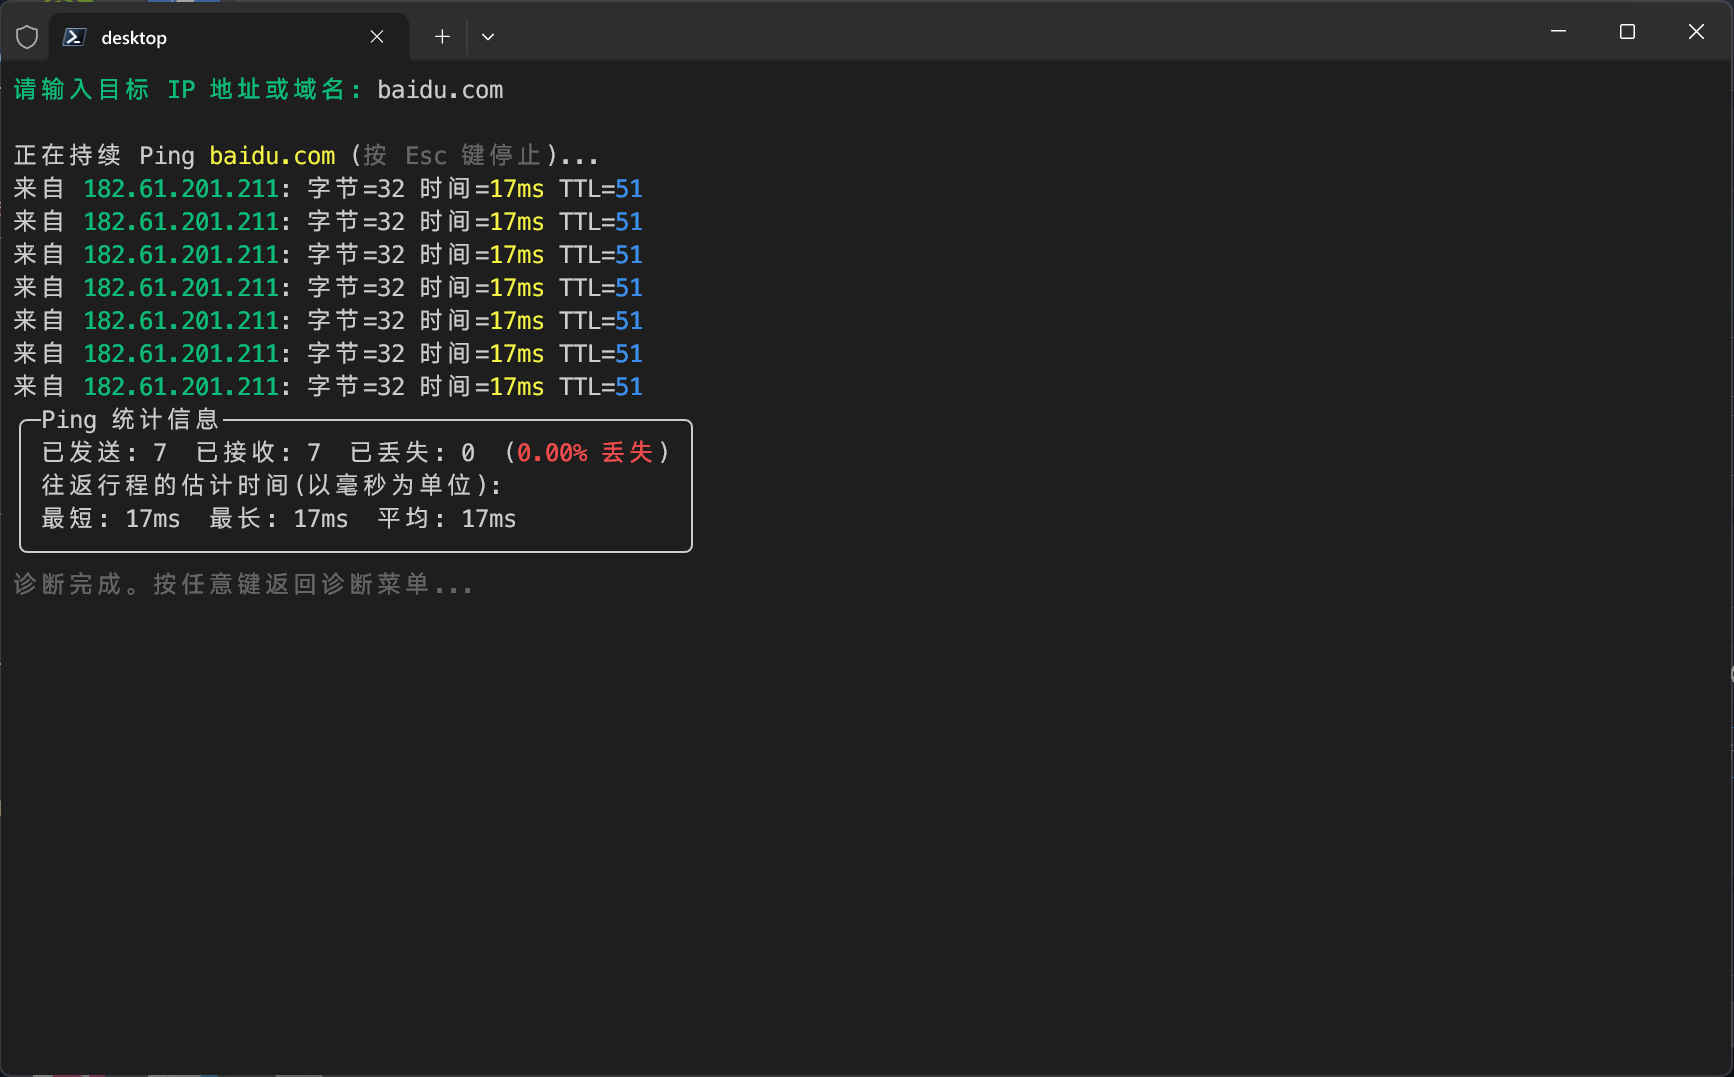 desktop
请输入目标 IP 地址或域名: baidu.com
正在持续 Ping baidu.com (按 Esc 键停止)...
来自 182.61.201.211: 字节=32 时间=17ms TTL=51
来自 182.61.201.211: 字节=32 时间=17ms TTL=51
来自 182.61.201.211: 字节=32 时间=17ms TTL=51
来自 182.61.201.211: 字节=32 时间=17ms TTL=51
来自 182.61.201.211: 字节=32 时间=17ms TTL=51
来自 182.61.201.211: 字节=32 时间=17ms TTL=51
来自 182.61.201.211: 字节=32 时间=17ms TTL=51
Ping 统计信息
已发送: 7  已接收: 7  已丢失: 0  (0.00% 丢失)
往返行程的估计时间(以毫秒为单位):
最短: 17ms  最长: 17ms  平均: 17ms
诊断完成。按任意键返回诊断菜单...